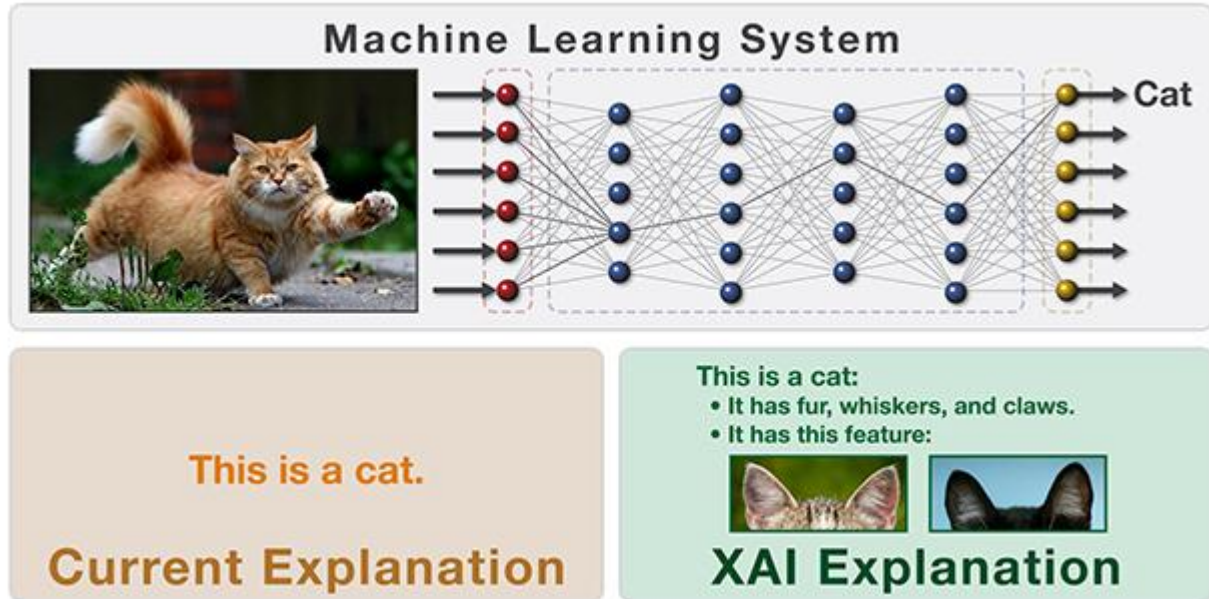 Machine Learning System
Cat
This is a cat.
Current Explanation
This is a cat:
• It has fur, whiskers, and claws.
• It has this feature:
XAI Explanation